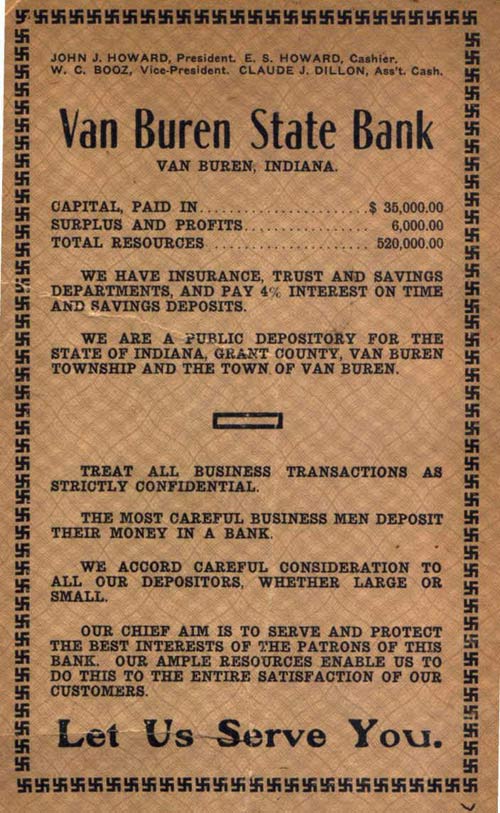 JOHN J. HOWARD, President. E. S. HOWARD, Cashier.
W. C. BOOZ, Vice-President. CLAUDE J. DILLON, Ass't. Cash.
Van Buren State Bank
VAN BUREN, INDIANA.
CAPITAL, PAID IN........................$ 35,000.00
SURPLUS AND PROFITS.................. 6,000.00
TOTAL RESOURCES ...................... 520,000.00
WE HAVE INSURANCE, TRUST AND SAVINGS
DEPARTMENTS, AND PAY 4% INTEREST ON TIME
AND SAVINGS DEPOSITS.
WE ARE A PUBLIC DEPOSITORY FOR THE
STATE OF INDIANA, GRANT COUNTY, VAN BUREN
TOWNSHIP AND THE TOWN OF VAN BUREN.
TREAT ALL BUSINESS TRANSACTIONS AS
STRICTLY CONFIDENTIAL.
THE MOST CAREFUL BUSINESS MEN DEPOSIT
THEIR MONEY IN A BANK.
WE ACCORD CAREFUL CONSIDERATION TO
ALL OUR DEPOSITORS, WHETHER LARGE OR
SMALL.
OUR CHIEF AIM IS TO SERVE AND PROTECT
THE BEST INTERESTS OF THE PATRONS OF THIS
BANK. OUR AMPLE RESOURCES ENABLE US TO
DO THIS TO THE ENTIRE SATISFACTION OF OUR
CUSTOMERS.
Let Us Serve You.